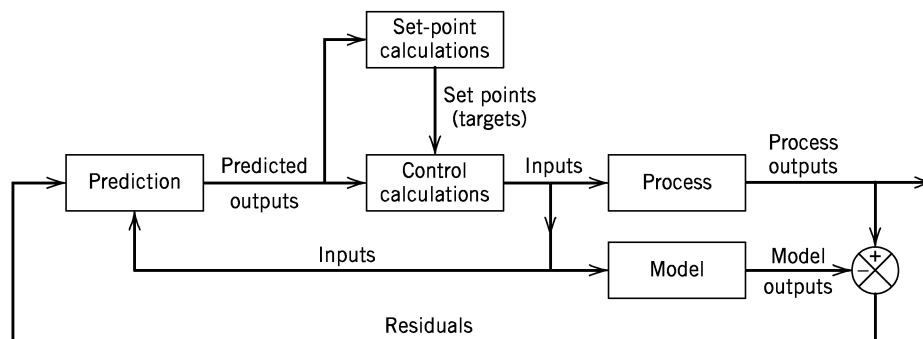 Set-point
calculations
Set points
(targets)
Prediction
Predicted
outputs
Control
calculations
Inputs
Process
Process
outputs
Inputs
Model
Model
outputs
+
−
Residuals